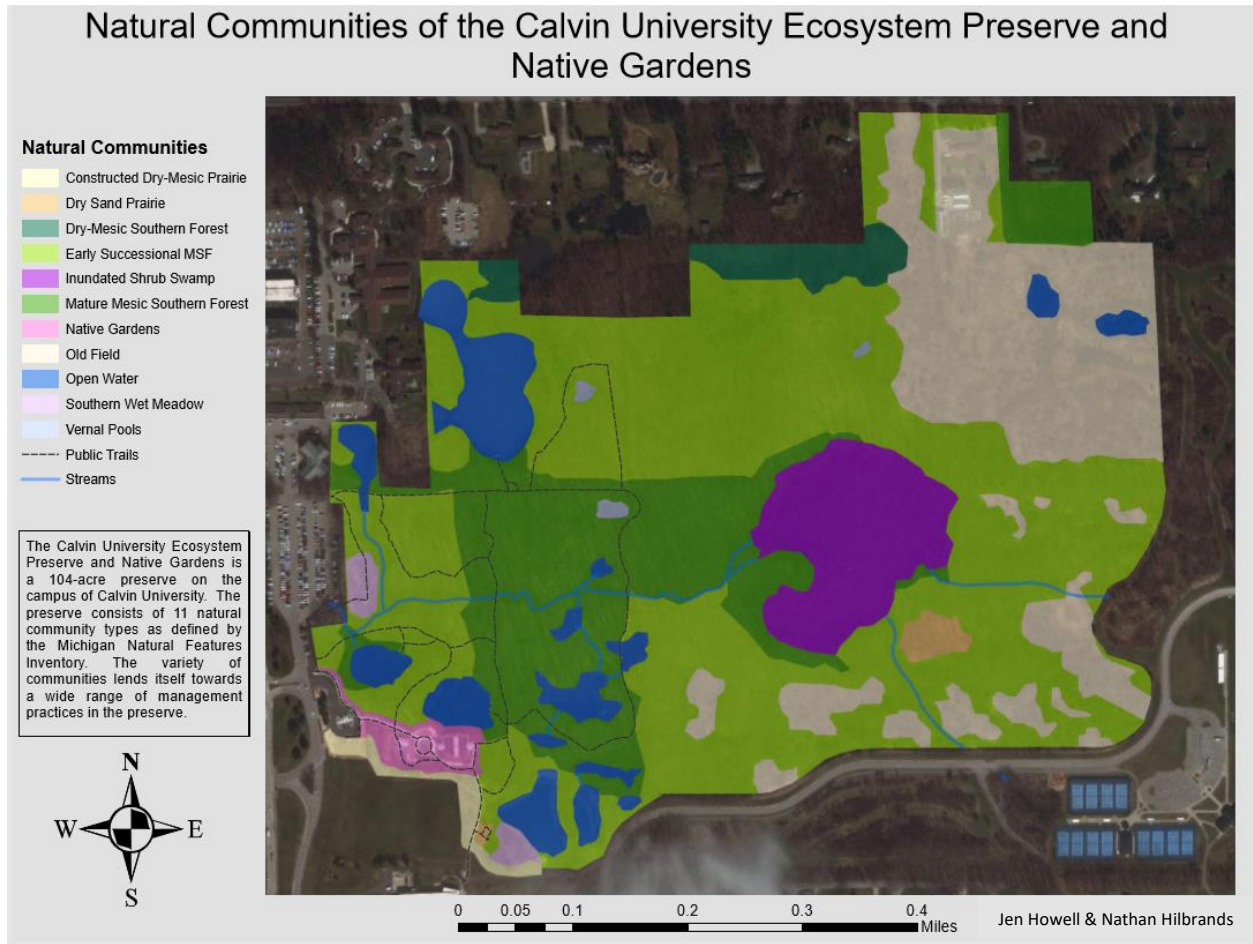 Natural Communities of the Calvin University Ecosystem Preserve and
Native Gardens
Natural Communities
Constructed Dry-Mesic Prairie
Dry Sand Prairie
Dry-Mesic Southern Forest
Early Successional MSF
Inundated Shrub Swamp
Mature Mesic Southern Forest
Native Gardens
Old Field
Open Water
Southern Wet Meadow
Vernal Pools
Public Trails
Streams
The Calvin University Ecosystem
Preserve and Native Gardens is
a 104-acre preserve on the
campus of Calvin University. The
preserve consists of 11 natural
community types as defined by
the Michigan Natural Features
Inventory. The variety of
communities lends itself towards
a wide range of management
practices in the preserve.
N
W E
S
0 0.05 0.1 0.2 0.3 0.4
Miles
Jen Howell & Nathan Hilbrands